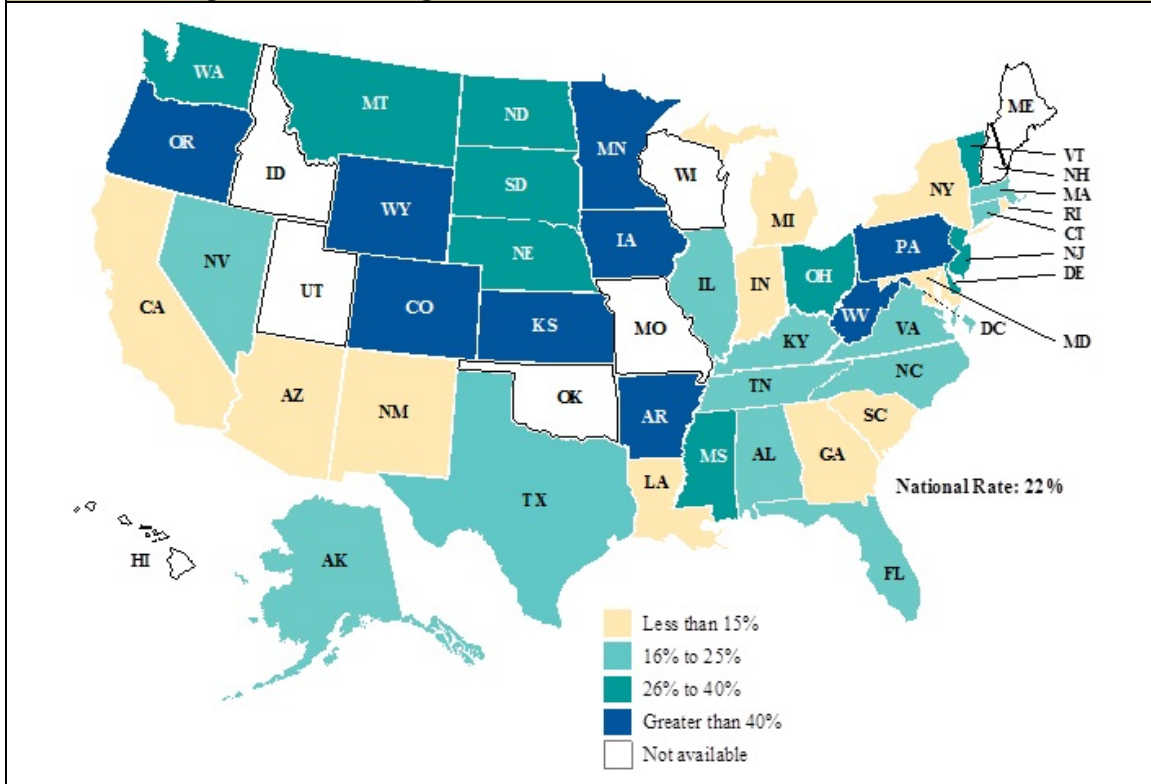 WA
MT
ND
MN
ME
OR
ID
SD
WI
VT
NH
MA
RI
CT
NJ
DE
MD
WY
MI
NY
NV
NE
IA
PA
CA
UT
CO
KS
MO
IL
IN
OH
WV
VA
DC
KY
NC
TN
AZ
NM
OK
AR
SC
MS
AL
GA
LA
TX
National Rate: 22%
HI
AK
FL
Less than 15%
16% to 25%
26% to 40%
Greater than 40%
Not available